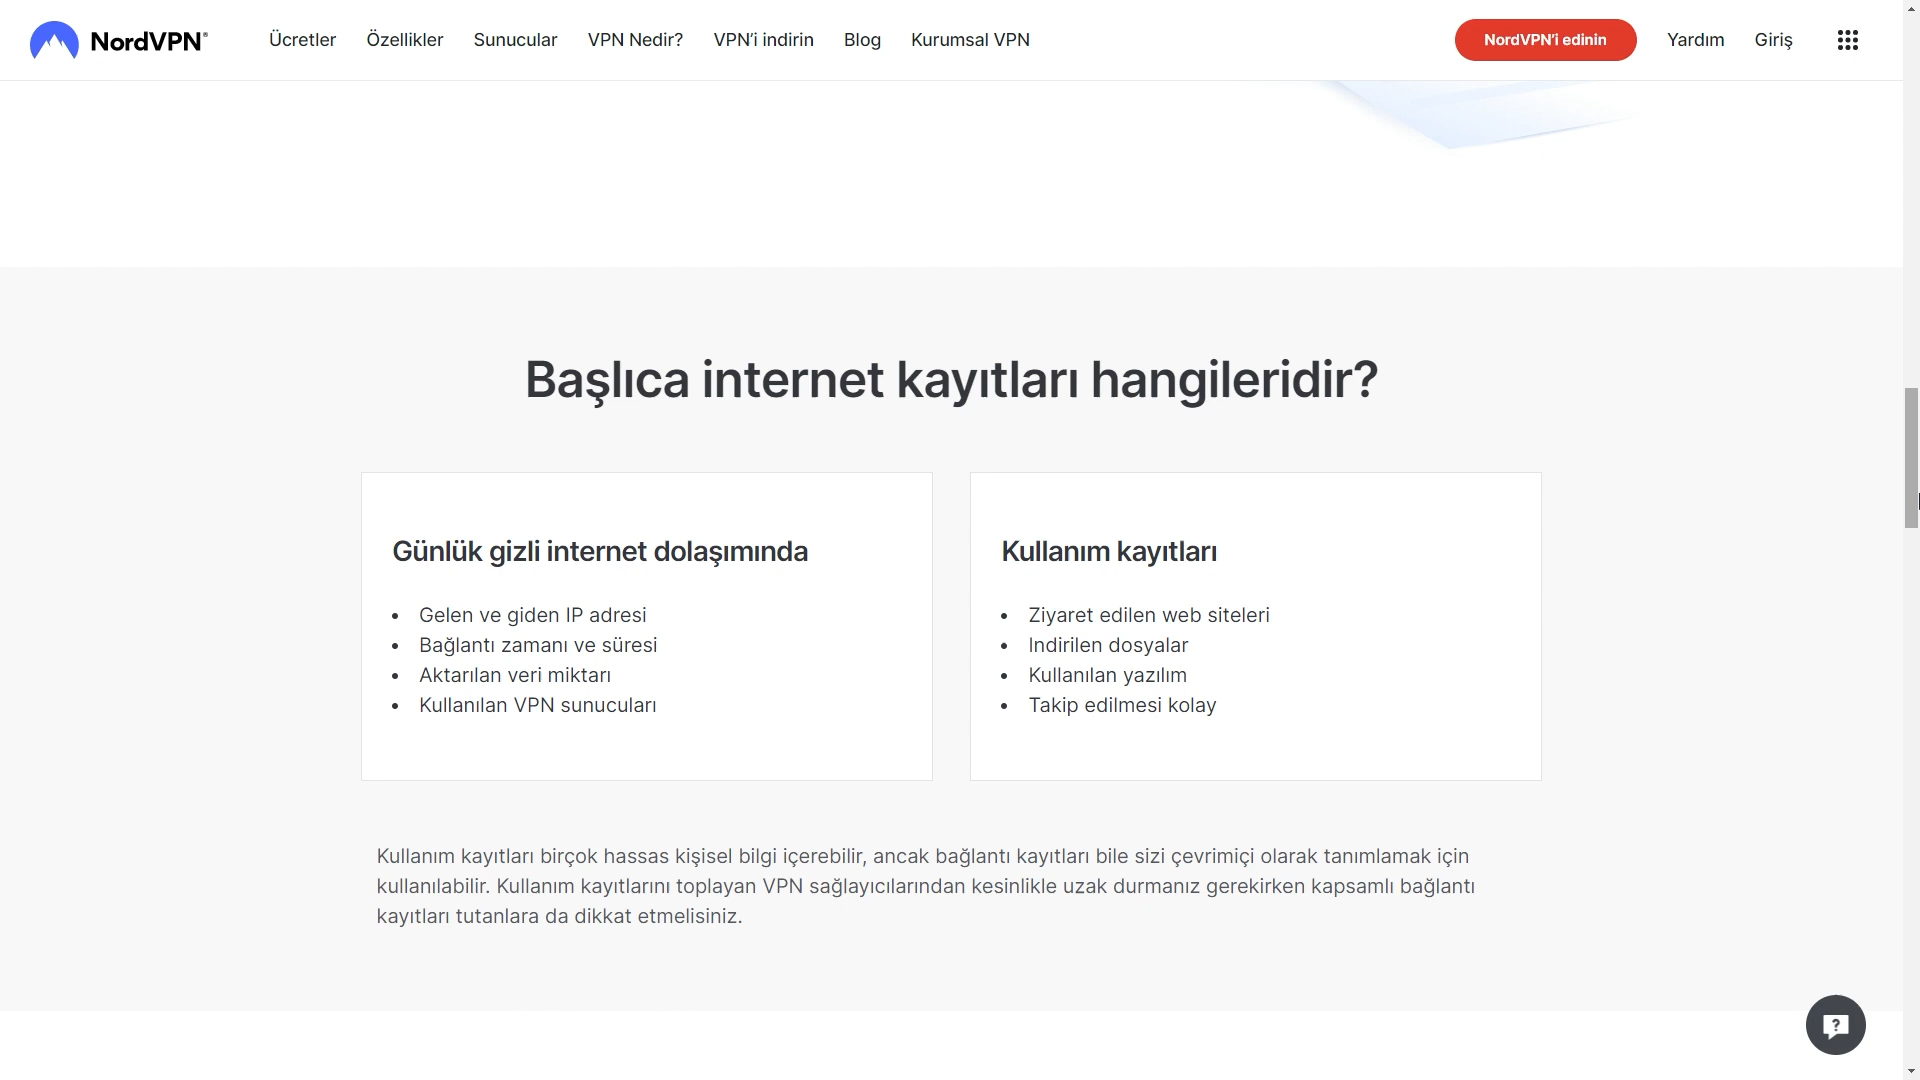 NordVPN®
Ücretler
Özellikler
Sunucular
VPN Nedir?
VPN'i indirin
Blog
Kurumsal VPN
NordVPN'i edinin
Yardım
Giriş
Başlıca internet kayıtları hangileridir?
Günlük gizli internet dolaşımında
• Gelen ve giden IP adresi
• Bağlantı zamanı ve süresi
• Aktarılan veri miktarı
• Kullanılan VPN sunucuları
Kullanım kayıtları
• Ziyaret edilen web siteleri
• Indirilen dosyalar
• Kullanılan yazılım
• Takip edilmesi kolay
Kullanım kayıtları birçok hassas kişisel bilgi içerebilir, ancak bağlantı kayıtları bile sizi çevrimiçi olarak tanımlamak için
kullanılabilir. Kullanım kayıtlarını toplayan VPN sağlayıcılarından kesinlikle uzak durmanız gerekirken kapsamlı bağlantı
kayıtları tutanlara da dikkat etmelisiniz.
?